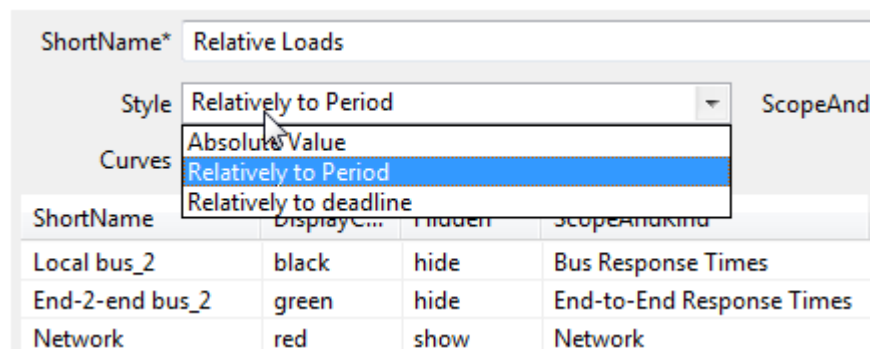 ShortName* Relative Loads
Style Relatively to Period ScopeAnd
Absolute Value
Curves Relatively to Period
Relatively to deadline
ShortName DisplayC... Hidden ScopeAndKind
Local bus_2 black hide Bus Response Times
End-2-end bus_2 green hide End-to-End Response Times
Network red show Network